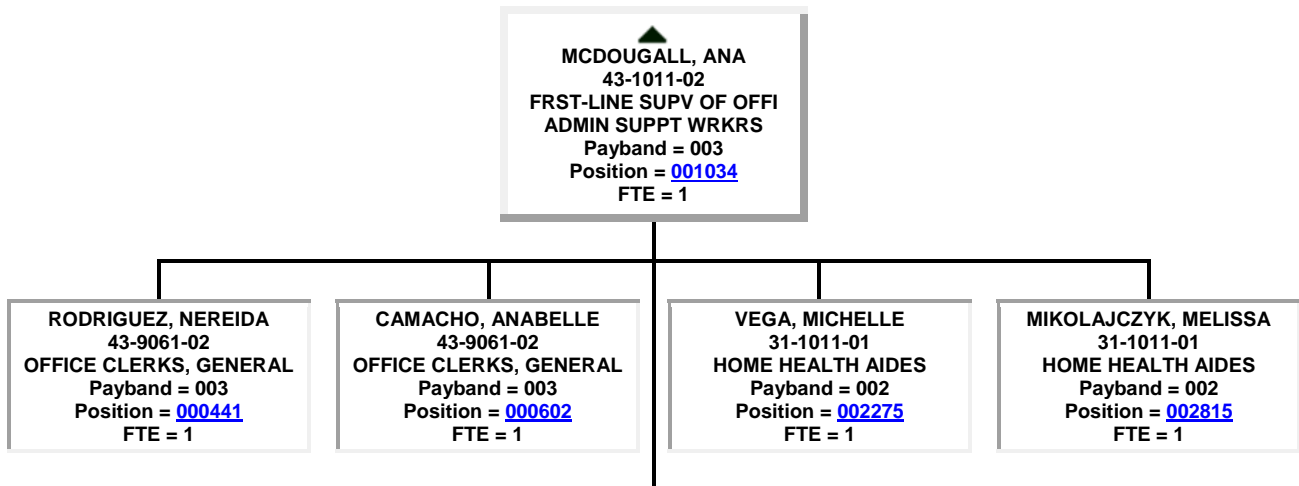 MCDOUGALL, ANA
43-1011-02
FRST-LINE SUPV OF OFFI
ADMIN SUPPT WRKRS
Payband = 003
Position = 001034
FTE = 1
RODRIGUEZ, NEREIDA
43-9061-02
OFFICE CLERKS, GENERAL
Payband = 003
Position = 000441
FTE = 1
CAMACHO, ANABELLE
43-9061-02
OFFICE CLERKS, GENERAL
Payband = 003
Position = 000602
FTE = 1
VEGA, MICHELLE
31-1011-01
HOME HEALTH AIDES
Payband = 002
Position = 002275
FTE = 1
MIKOLAJCZYK, MELISSA
31-1011-01
HOME HEALTH AIDES
Payband = 002
Position = 002815
FTE = 1